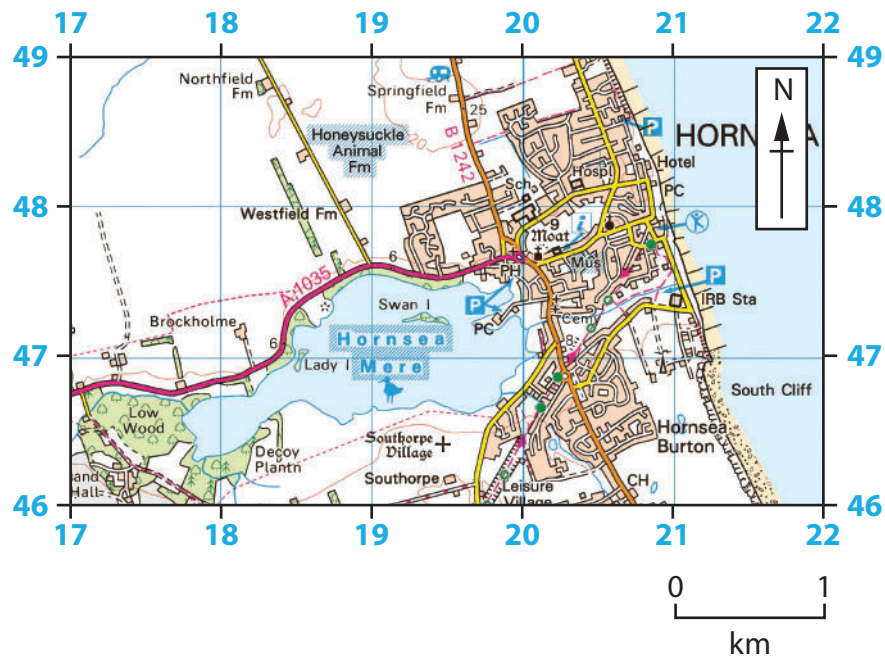 17 18 19 20 21 22
49 49
Northfield
Fm
Springfield
Fm
25
20
B 1242
P
N
HORNSEA
Honeysuckle
Animal
Fm
Hospl
Hotel
Sch
PC
48 48
Westfield Fm
9
Moat
i
Mus
6
PH
A 1035
P
P
Swan I
IRB Sta
Cemy
PC
Brockholme
Hornsea
Mere
8
6
47 47
Lady I
South Cliff
Low
Wood
Southorpe
Village
Hornsea
Burton
Decoy
Plantn
Southorpe
CH
and
Hall
Leisure
Village
46 46
17 18 19 20 21 22
0 1
km